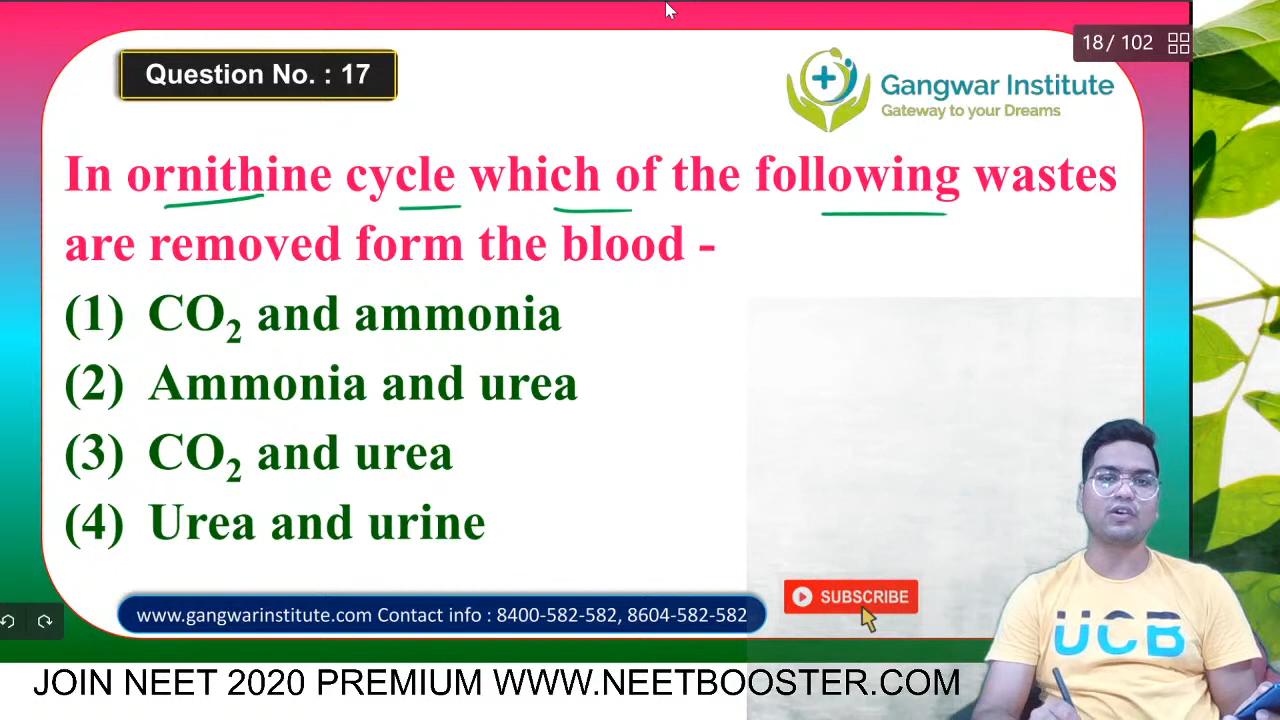 18 / 102
Question No. : 17
Gangwar Institute
Gateway to your Dreams
In ornithine cycle which of the following wastes
are removed form the blood -
(1) CO₂ and ammonia
(2) Ammonia and urea
(3) CO₂ and urea
(4) Urea and urine
SUBSCRIBE
www.gangwarinstitute.com Contact info : 8400-582-582, 8604-582-582
UCB
JOIN NEET 2020 PREMIUM WWW.NEETBOOSTER.COM